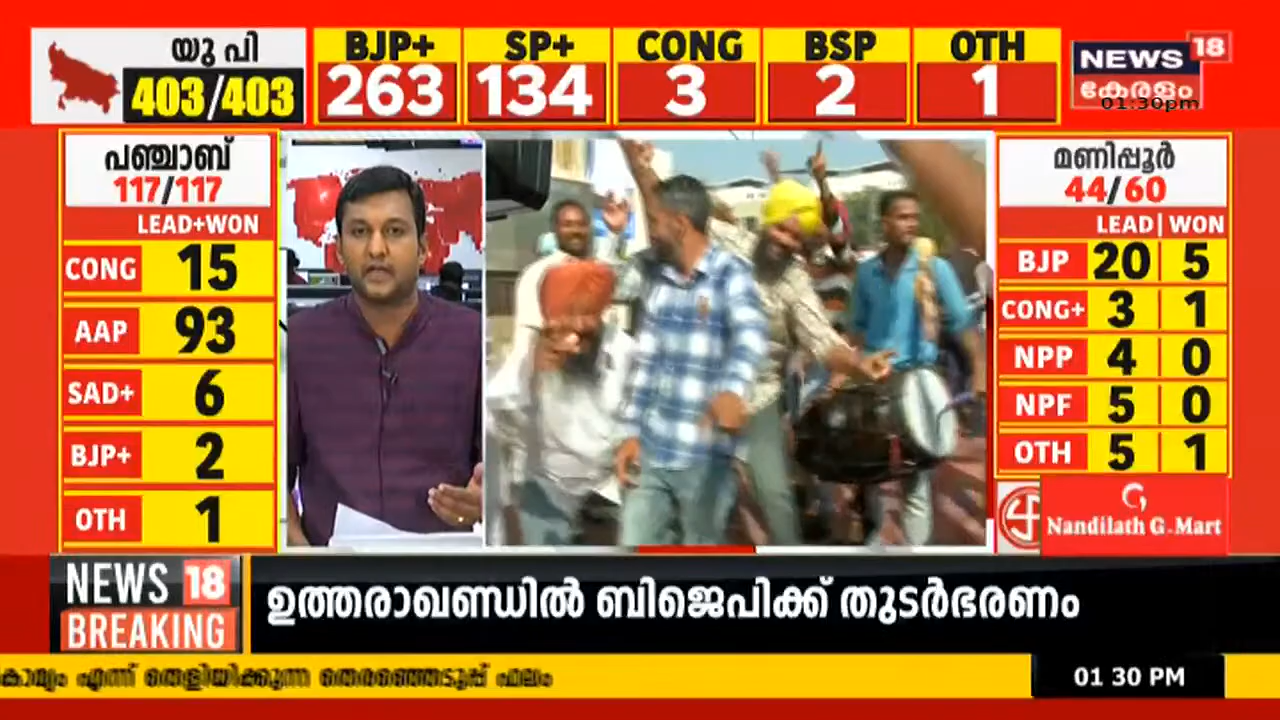 യു പി
403/403
BJP+ SP+ CONG BSP OTH
263 134 3 2 1
NEWS 18
കേരളം
01:30pm
പഞ്ചാബ്
117/117
LEAD+WON
CONG 15
AAP 93
SAD+ 6
BJP+ 2
OTH 1
മണിപ്പൂർ
44/60
LEAD | WON
BJP 20 5
CONG+ 3 1
NPP 4 0
NPF 5 0
OTH 5 1
Nandilath G Mart
NEWS 18
BREAKING
ഉത്തരാഖണ്ഡിൽ ബിജെപിക്ക് തുടർഭരണം
എന്ന് തെളിയിക്കുന്ന തെരഞ്ഞെടുപ്പ് ഫലം
01 30 PM